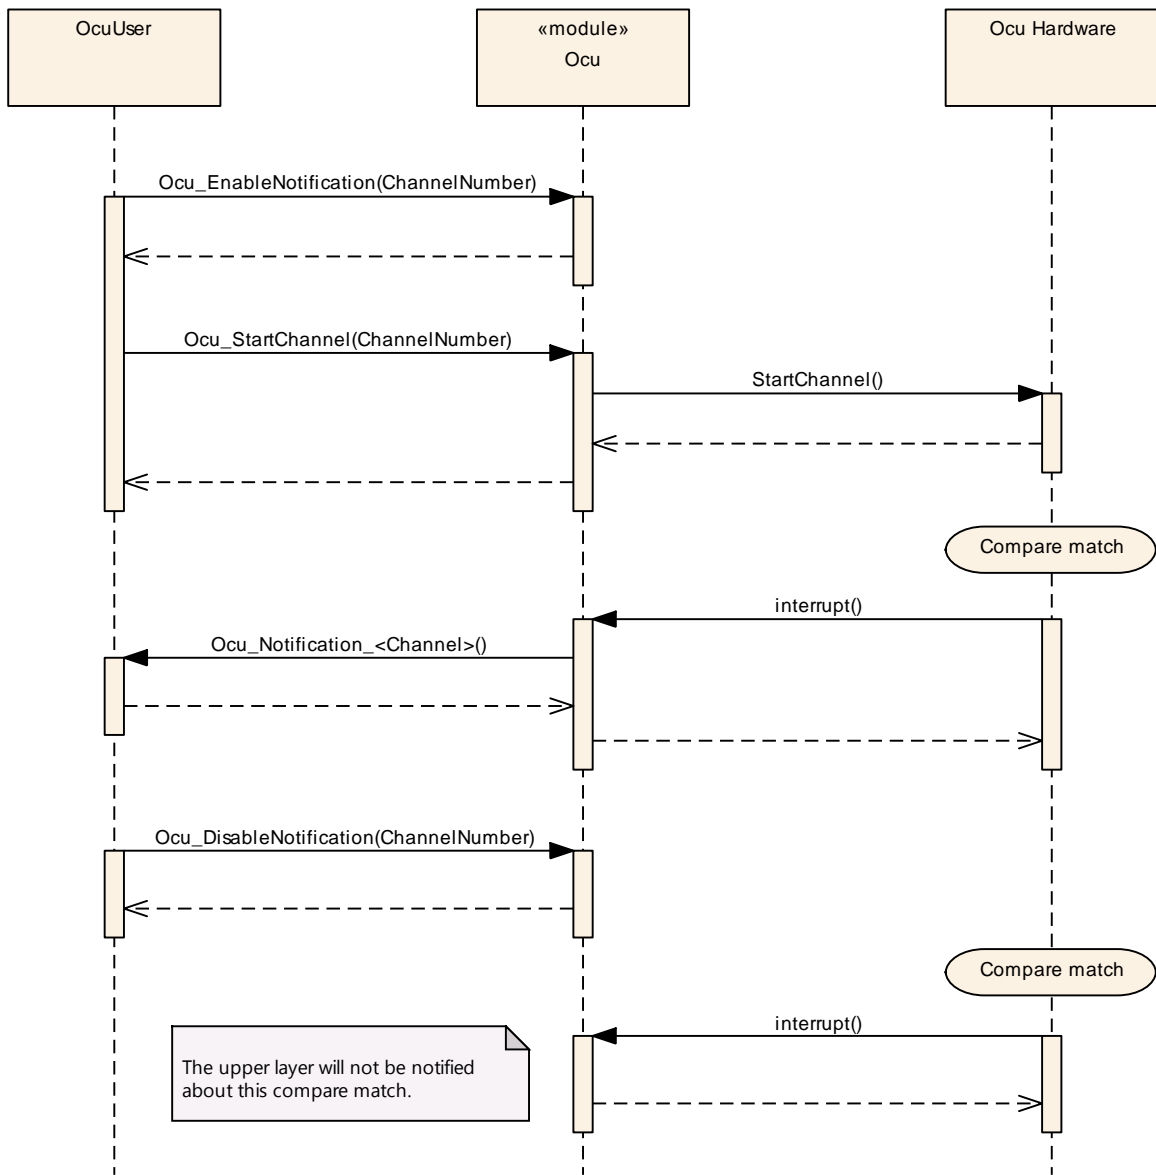 OcuUser
«module»
Ocu
Ocu Hardware
Ocu_EnableNotification(ChannelNumber)
Ocu_StartChannel(ChannelNumber)
StartChannel()
Compare match
interrupt()
Ocu_Notification_<Channel>()
Ocu_DisableNotification(ChannelNumber)
Compare match
interrupt()
The upper layer will not be notified
about this compare match.